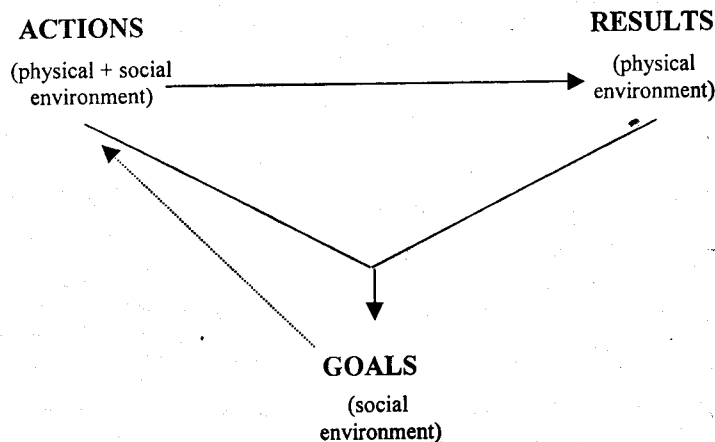 ACTIONS
(physical + social
environment)
RESULTS
(physical
environment)
GOALS
(social
environment)